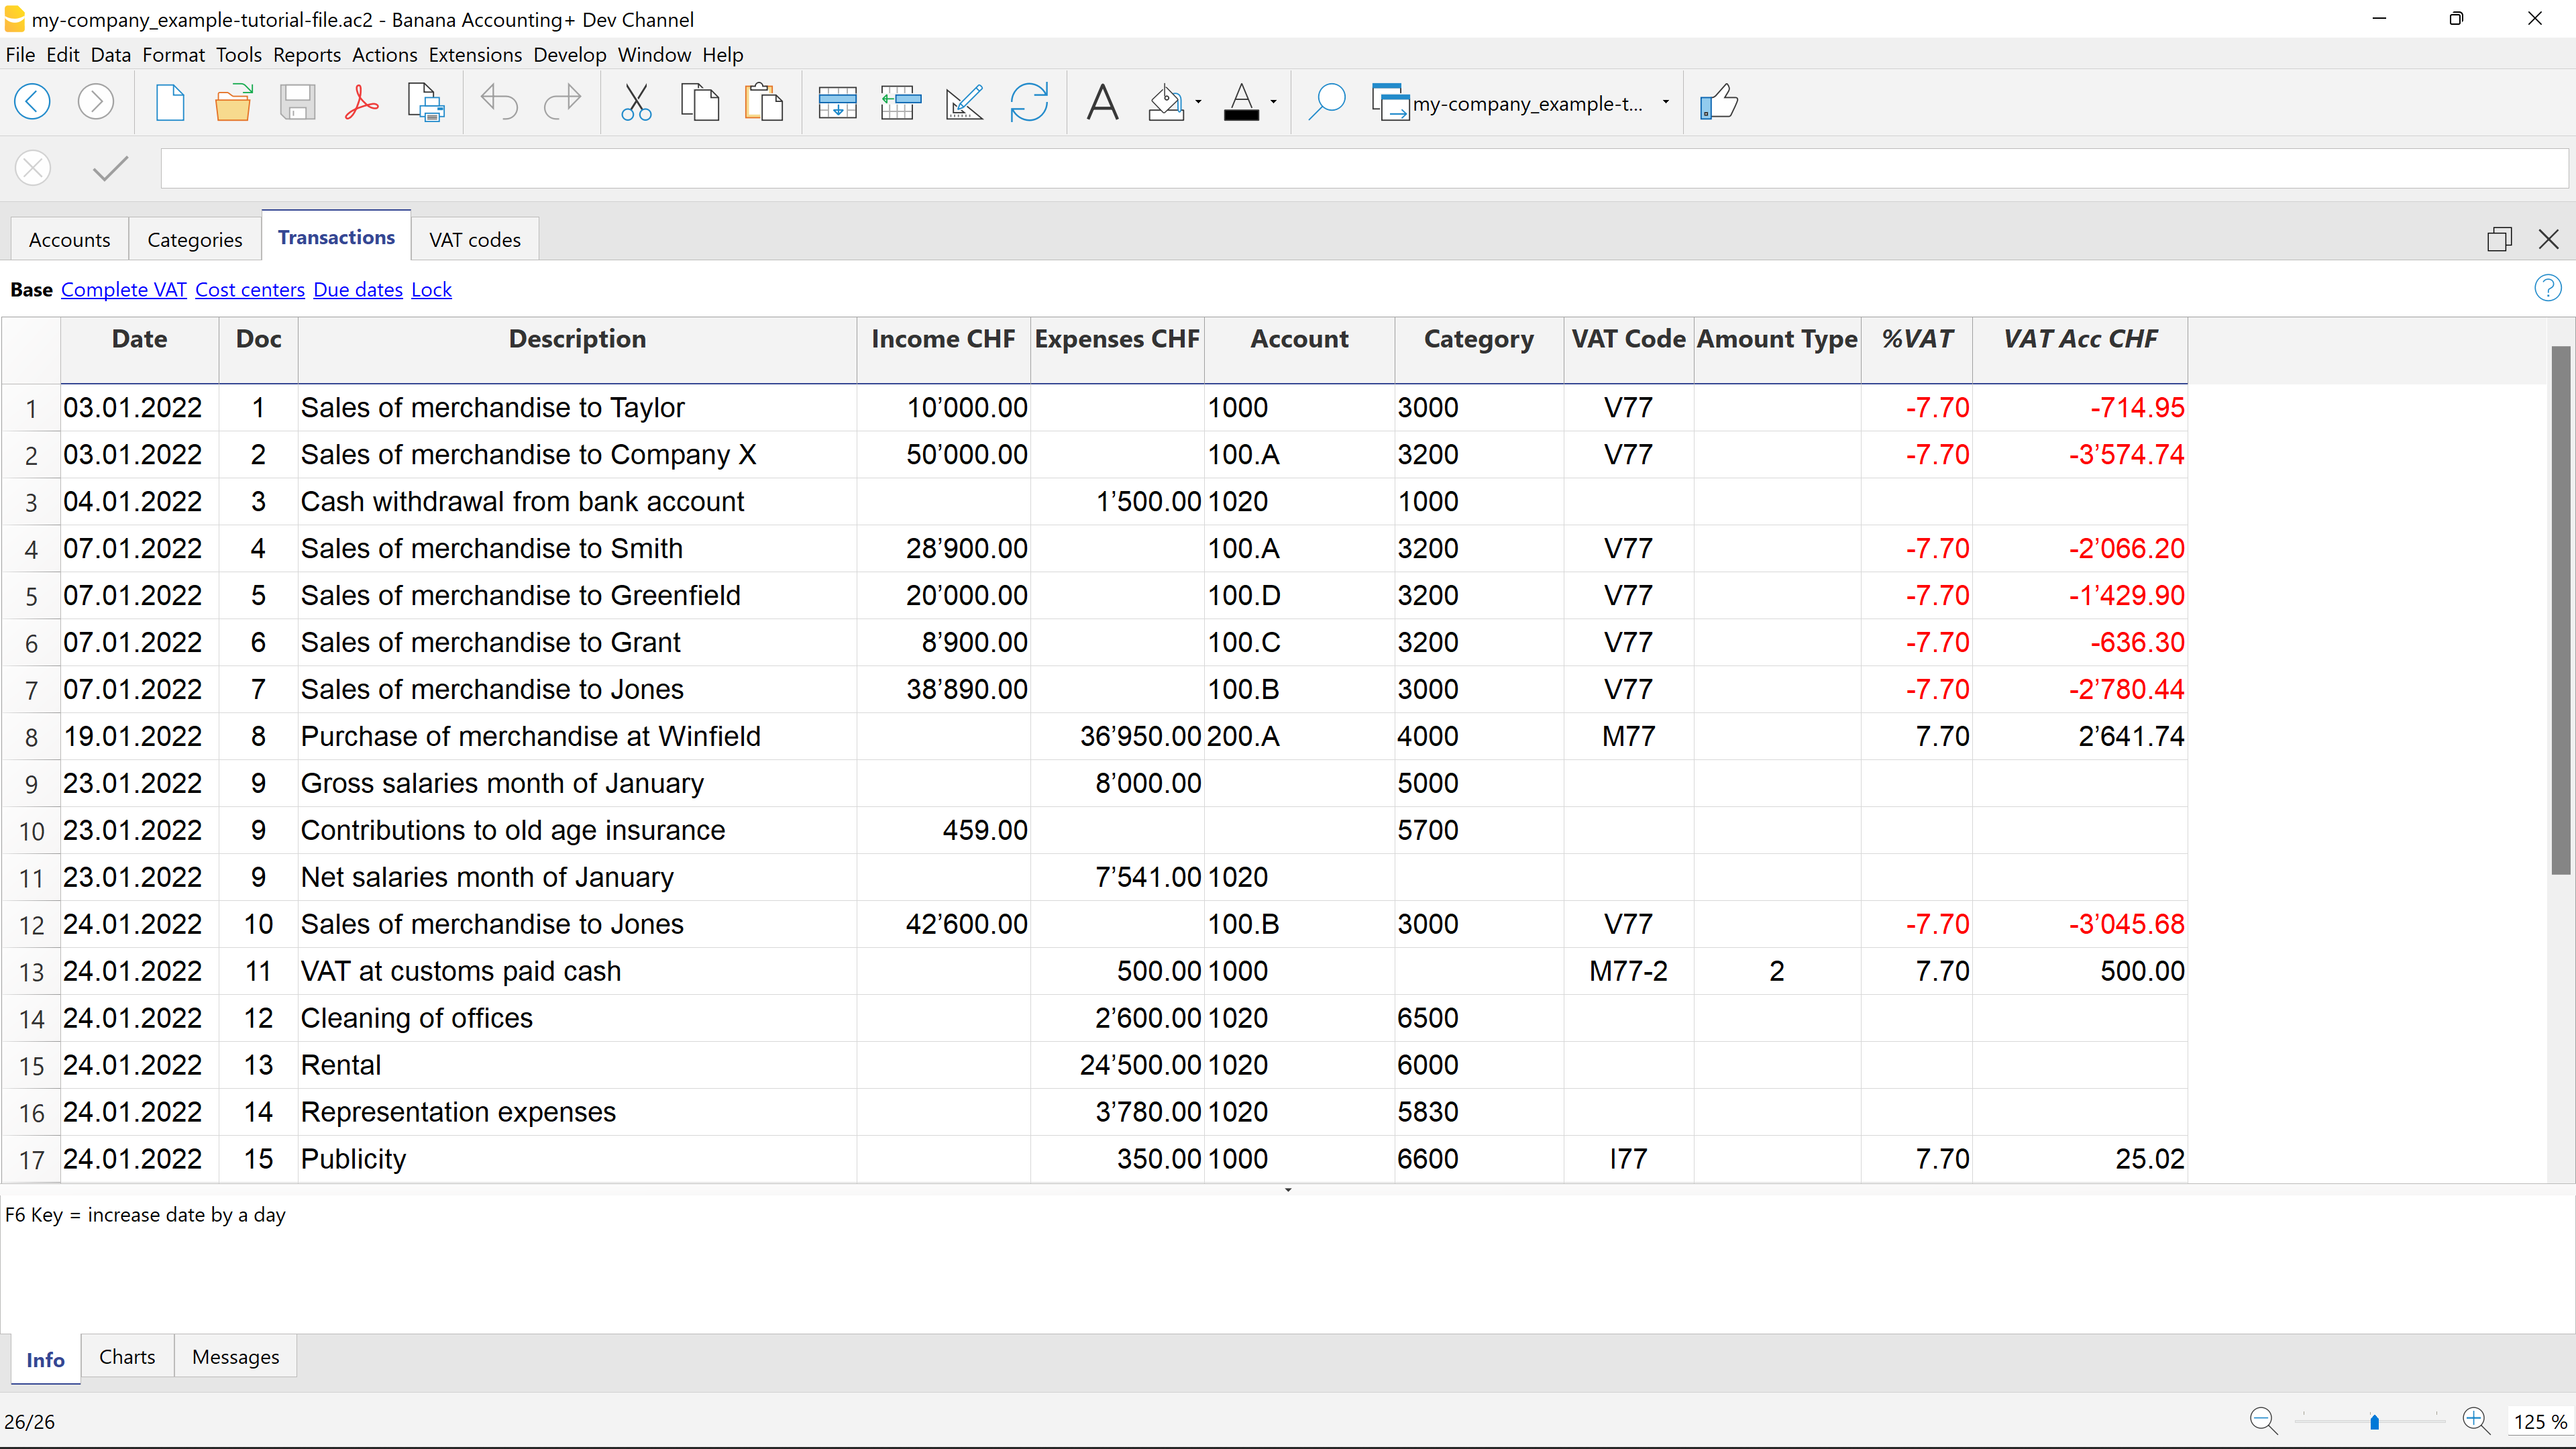 my-company_example-tutorial-file.ac2 - Banana Accounting+ Dev Channel
File Edit Data Format Tools Reports Actions Extensions Develop Window Help
my-company_example-t...
Accounts Categories Transactions VAT codes
Base Complete VAT Cost centers Due dates Lock
Date Doc Description Income CHF Expenses CHF Account Category VAT Code Amount Type %VAT VAT Acc CHF
1 03.01.2022 1 Sales of merchandise to Taylor 10’000.00 1000 3000 V77 -7.70 -714.95
2 03.01.2022 2 Sales of merchandise to Company X 50’000.00 100.A 3200 V77 -7.70 -3’574.74
3 04.01.2022 3 Cash withdrawal from bank account 1’500.00 1020 1000
4 07.01.2022 4 Sales of merchandise to Smith 28’900.00 100.A 3200 V77 -7.70 -2’066.20
5 07.01.2022 5 Sales of merchandise to Greenfield 20’000.00 100.D 3200 V77 -7.70 -1’429.90
6 07.01.2022 6 Sales of merchandise to Grant 8’900.00 100.C 3200 V77 -7.70 -636.30
7 07.01.2022 7 Sales of merchandise to Jones 38’890.00 100.B 3000 V77 -7.70 -2’780.44
8 19.01.2022 8 Purchase of merchandise at Winfield 36’950.00 200.A 4000 M77 7.70 2’641.74
9 23.01.2022 9 Gross salaries month of January 8’000.00 5000
10 23.01.2022 9 Contributions to old age insurance 459.00 5700
11 23.01.2022 9 Net salaries month of January 7’541.00 1020
12 24.01.2022 10 Sales of merchandise to Jones 42’600.00 100.B 3000 V77 -7.70 -3’045.68
13 24.01.2022 11 VAT at customs paid cash 500.00 1000 M77-2 2 7.70 500.00
14 24.01.2022 12 Cleaning of offices 2’600.00 1020 6500
15 24.01.2022 13 Rental 24’500.00 1020 6000
16 24.01.2022 14 Representation expenses 3’780.00 1020 5830
17 24.01.2022 15 Publicity 350.00 1000 6600 I77 7.70 25.02
F6 Key = increase date by a day
Info Charts Messages
26/26 125 %